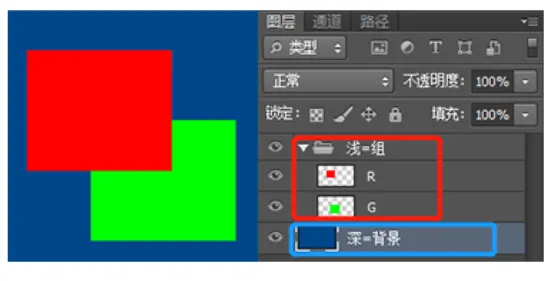 图层 通道 路径
类型 T
正常 不透明度: 100%
锁定: 填充: 100%
浅=组
R
G
深=背景